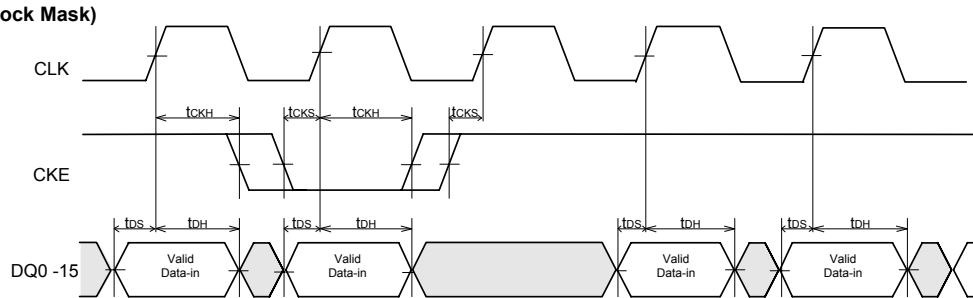 ock Mask)
CLK
tCKH tCKS tCKH tCKS
CKE
tDS tDH tDS tDH tDS tDH tDS tDH
DQ0 -15
Valid Data-in
Valid Data-in
Valid Data-in
Valid Data-in